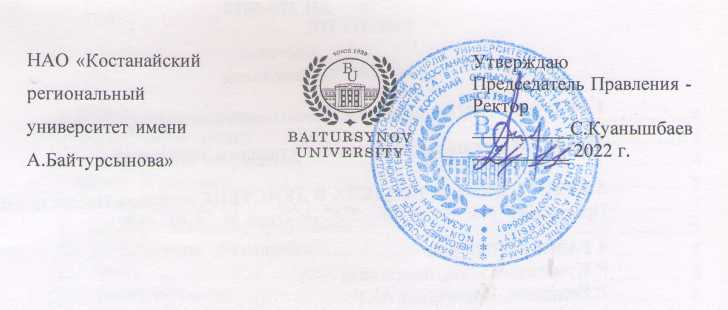 НАО «Костанайский
региональный
университет имени
А.Байтурсынова»
SINCE 1939
BU
BAITURSYNOV
UNIVERSITY
Утверждаю
Председатель Правления -
Ректор
С.Куанышбаев
2022 г.